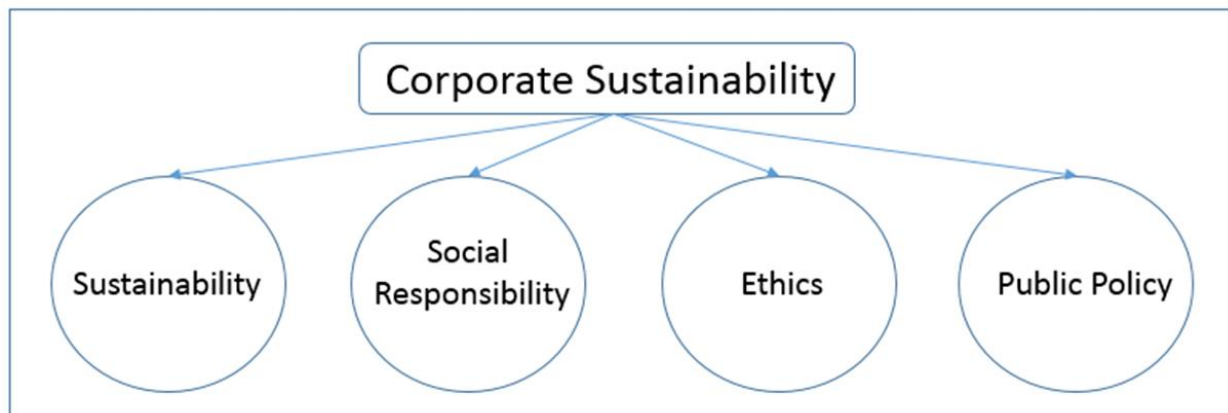 Corporate Sustainability
Sustainability
Social
Responsibility
Ethics
Public Policy